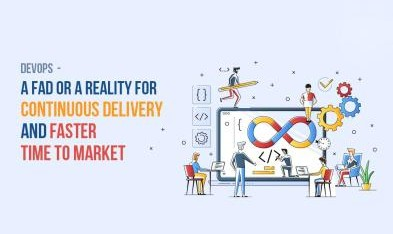 DEVOPS -
A FAD OR A REALITY FOR
CONTINUOUS DELIVERY
AND FASTER
TIME TO MARKET
{ }
</>
{
</>